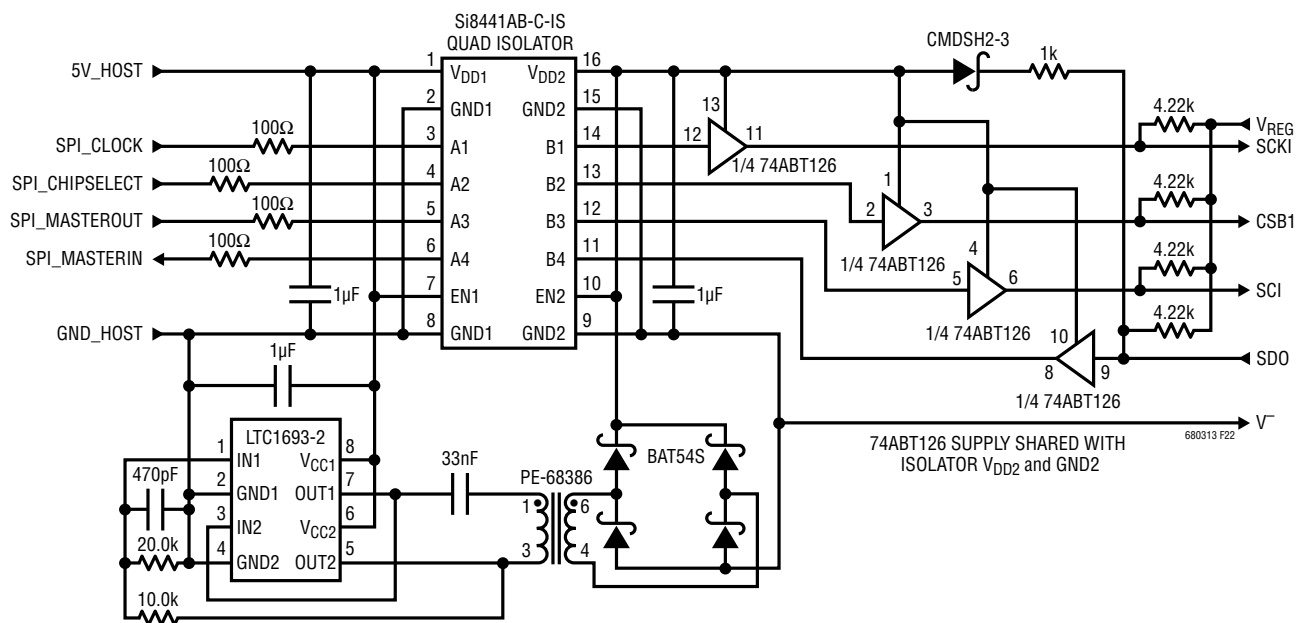 Si8441AB-C-IS
QUAD ISOLATOR
CMDSH2-3
1k
5V_HOST
1
VDD1
VDD2
16
2
GND1
GND2
15
13
4.22k
VREG
SPI_CLOCK
100Ω
3
A1
B1
14
12
11
1/4 74ABT126
SCKI
SPI_CHIPSELECT
100Ω
4
A2
B2
13
1
4.22k
SPI_MASTEROUT
100Ω
5
A3
B3
12
2
3
CSB1
SPI_MASTERIN
100Ω
6
A4
B4
11
1/4 74ABT126
4
4.22k
1µF
7
EN1
EN2
10
1µF
5
6
SCI
GND_HOST
8
GND1
GND2
9
1/4 74ABT126
4.22k
10
1µF
8
9
SDO
1/4 74ABT126
LTC1693-2
V–
680313 F22
74ABT126 SUPPLY SHARED WITH
ISOLATOR VDD2 and GND2
1
IN1
VCC1
8
33nF
BAT54S
470pF
2
GND1
OUT1
7
PE-68386
3
IN2
VCC2
6
1
6
20.0k
4
GND2
OUT2
5
3
4
10.0k